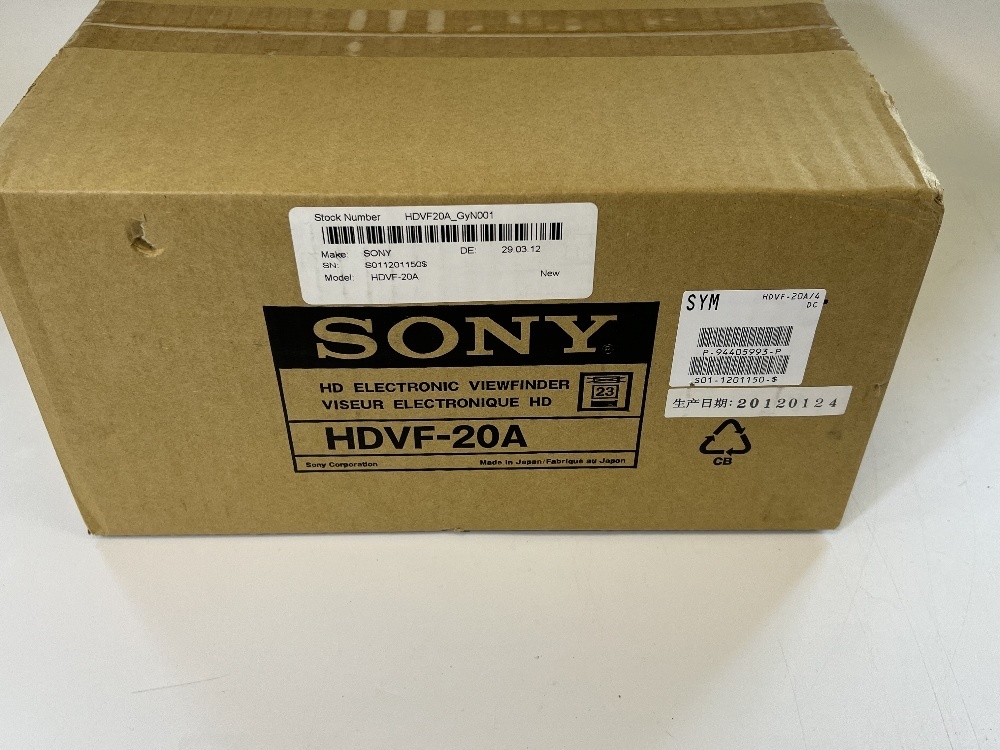 Stock Number HDVF20A_GyN001
Make: SONY DE: 29.03.12
SN: S011201150$
Model: HDVF-20A New
SONY
HD ELECTRONIC VIEWFINDER
VISEUR ELECTRONIQUE HD
23
HDVF-20A
Sony Corporation Made in Japan/Fabriqué au Japon
SYM HDVF-20A/4
DC
P-94405993-P
S01-1201150-$
生产日期: 20120124
CB